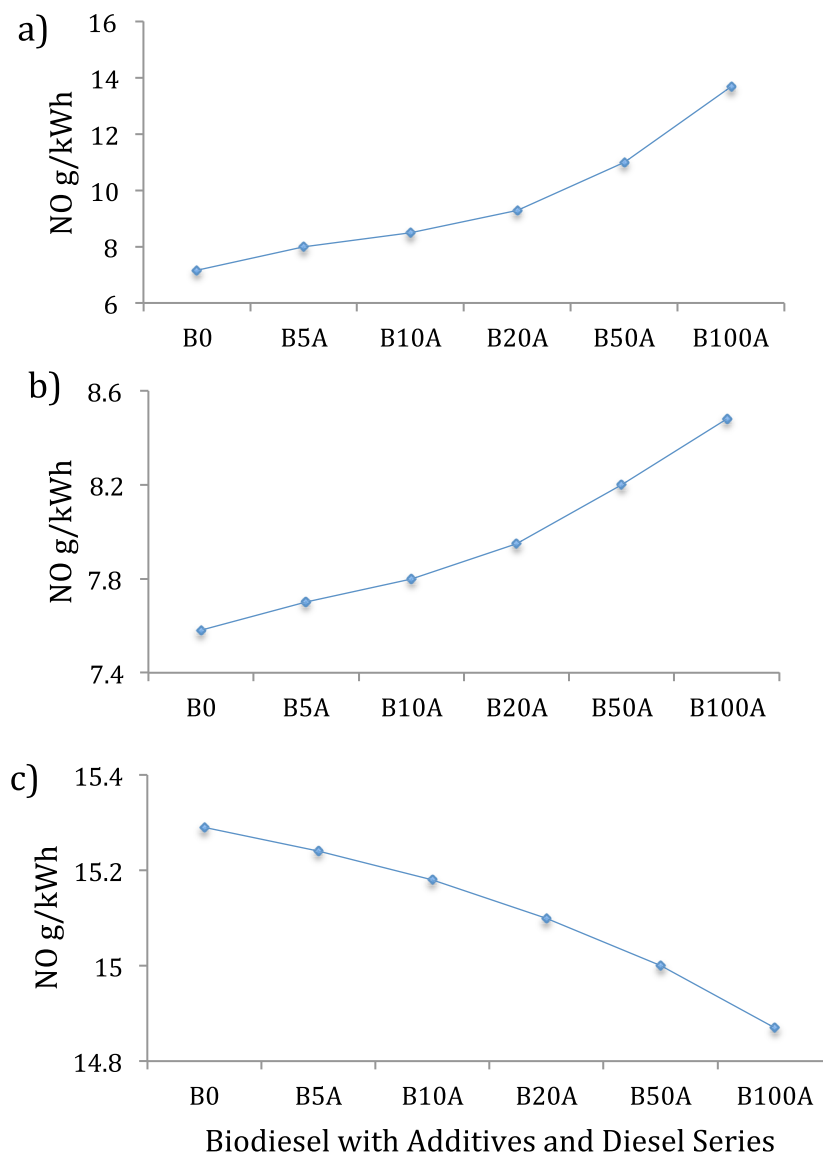 a)
NO g/kWh
16
14
12
10
8
6
B0 B5A B10A B20A B50A B100A
b)
NO g/kWh
8.6
8.2
7.8
7.4
B0 B5A B10A B20A B50A B100A
c)
NO g/kWh
15.4
15.2
15
14.8
B0 B5A B10A B20A B50A B100A
Biodiesel with Additives and Diesel Series